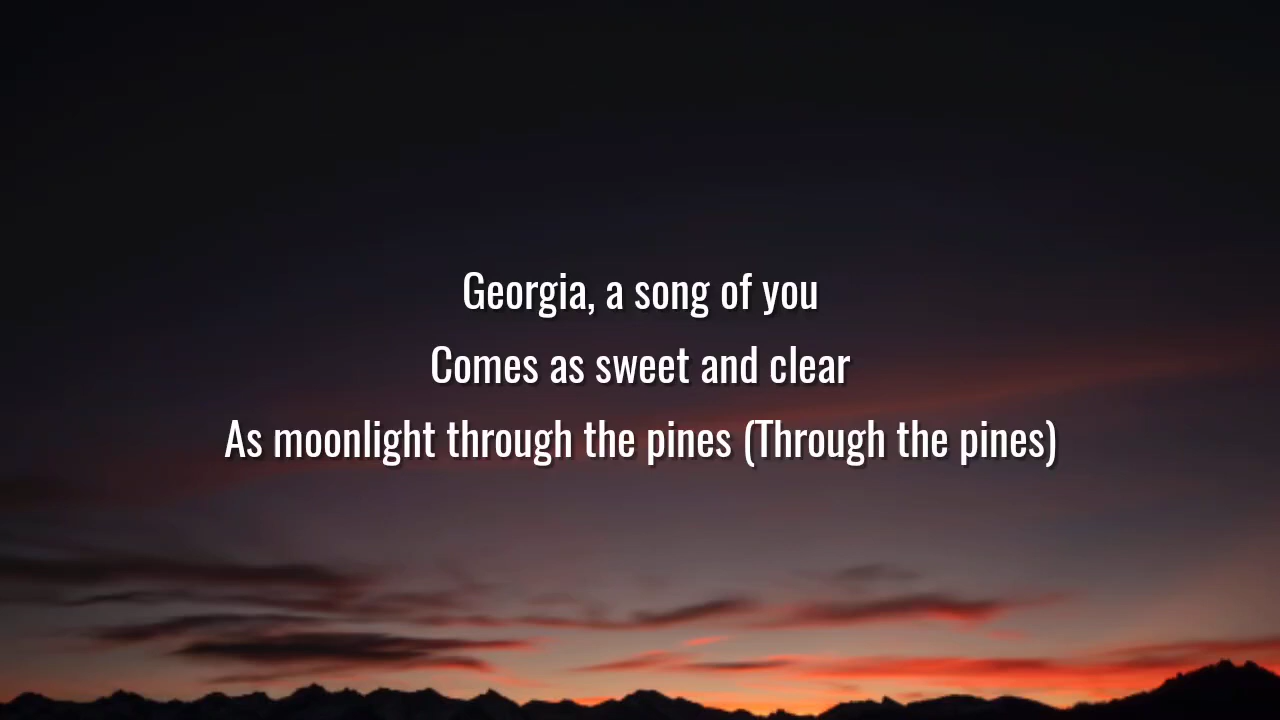 Georgia, a song of you
Comes as sweet and clear
As moonlight through the pines (Through the pines)